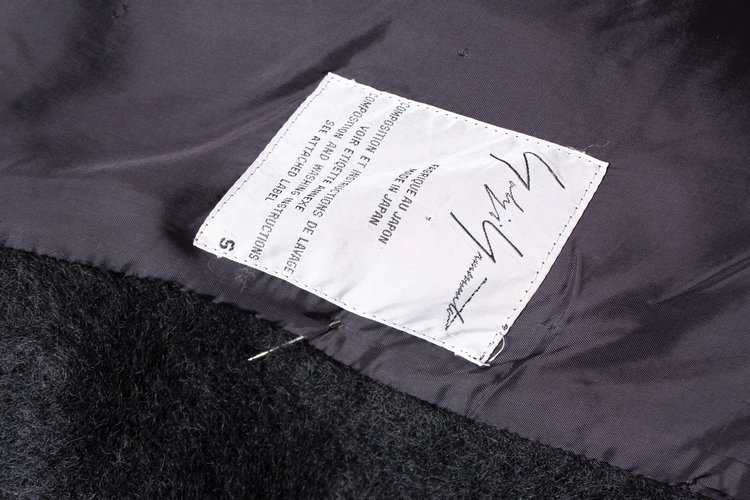 Yohji Yamamoto
FABRIQUE AU JAPON
MADE IN JAPAN
COMPOSITION ET INSTRUCTIONS DE LAVAGE
VOIR ETIQETTE ANNEXE
COMPOSITION AND WASHING INSTRUCTIONS
SEE ATTACHED LABEL
S